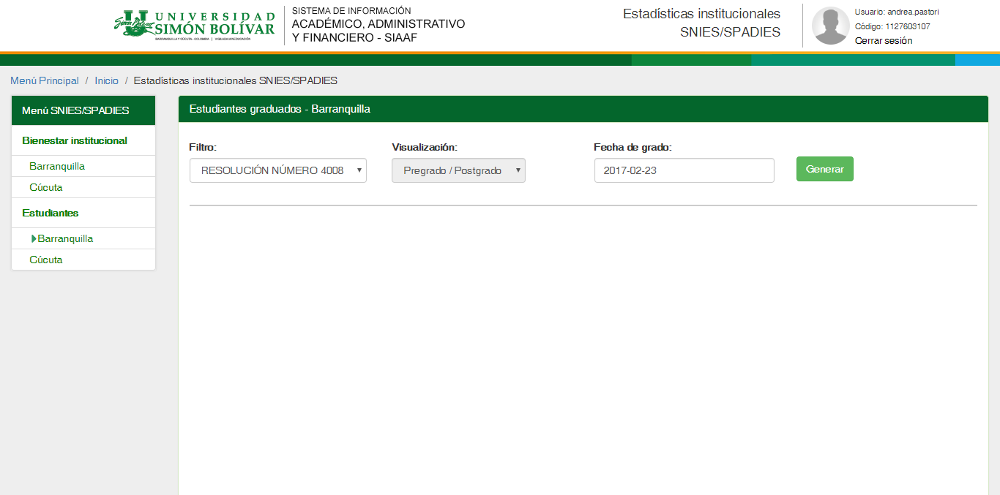 UNIVERSIDAD
SIMÓN BOLÍVAR
BARRANQUILLA Y CÚCUTA - COLOMBIA | VIGILADA MINEDUCACIÓN
SISTEMA DE INFORMACIÓN
ACADÉMICO, ADMINISTRATIVO
Y FINANCIERO - SIAAF
Estadísticas institucionales
SNIES/SPADIES
Usuario: andrea.pastori
Código: 1127603107
Cerrar sesión
Menú Principal / Inicio / Estadísticas institucionales SNIES/SPADIES
Menú SNIES/SPADIES
Bienestar institucional
Barranquilla
Cúcuta
Estudiantes
Barranquilla
Cúcuta
Estudiantes graduados - Barranquilla
Filtro: Visualización: Fecha de grado:
RESOLUCIÓN NÚMERO 4008 Pregrado / Postgrado 2017-02-23 Generar